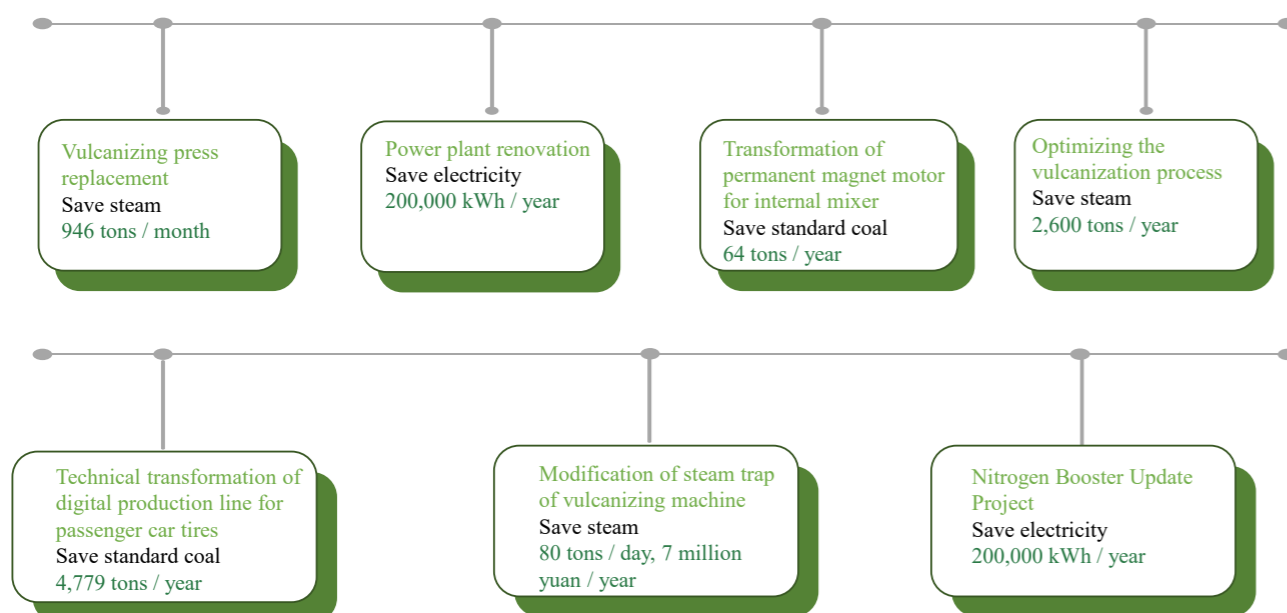 Vulcanizing press
replacement
Save steam
946 tons / month
Power plant renovation
Save electricity
200,000 kWh / year
Transformation of
permanent magnet motor
for internal mixer
Save standard coal
64 tons / year
Optimizing the
vulcanization process
Save steam
2,600 tons / year
Technical transformation of
digital production line for
passenger car tires
Save standard coal
4,779 tons / year
Modification of steam trap
of vulcanizing machine
Save steam
80 tons / day, 7 million
yuan / year
Nitrogen Booster Update
Project
Save electricity
200,000 kWh / year